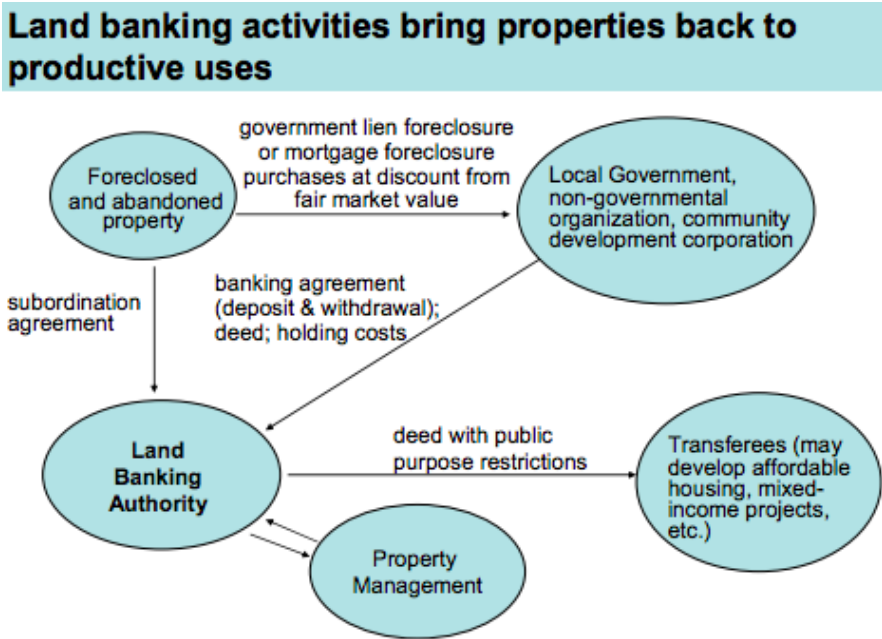 Land banking activities bring properties back to
productive uses
government lien foreclosure
or mortgage foreclosure
purchases at discount from
fair market value
Foreclosed
and abandoned
property
Local Government,
non-governmental
organization, community
development corporation
subordination
agreement
banking agreement
(deposit & withdrawal);
deed; holding costs
Land
Banking
Authority
deed with public
purpose restrictions
Transferees (may
develop affordable
housing, mixed-
income projects,
etc.)
Property
Management